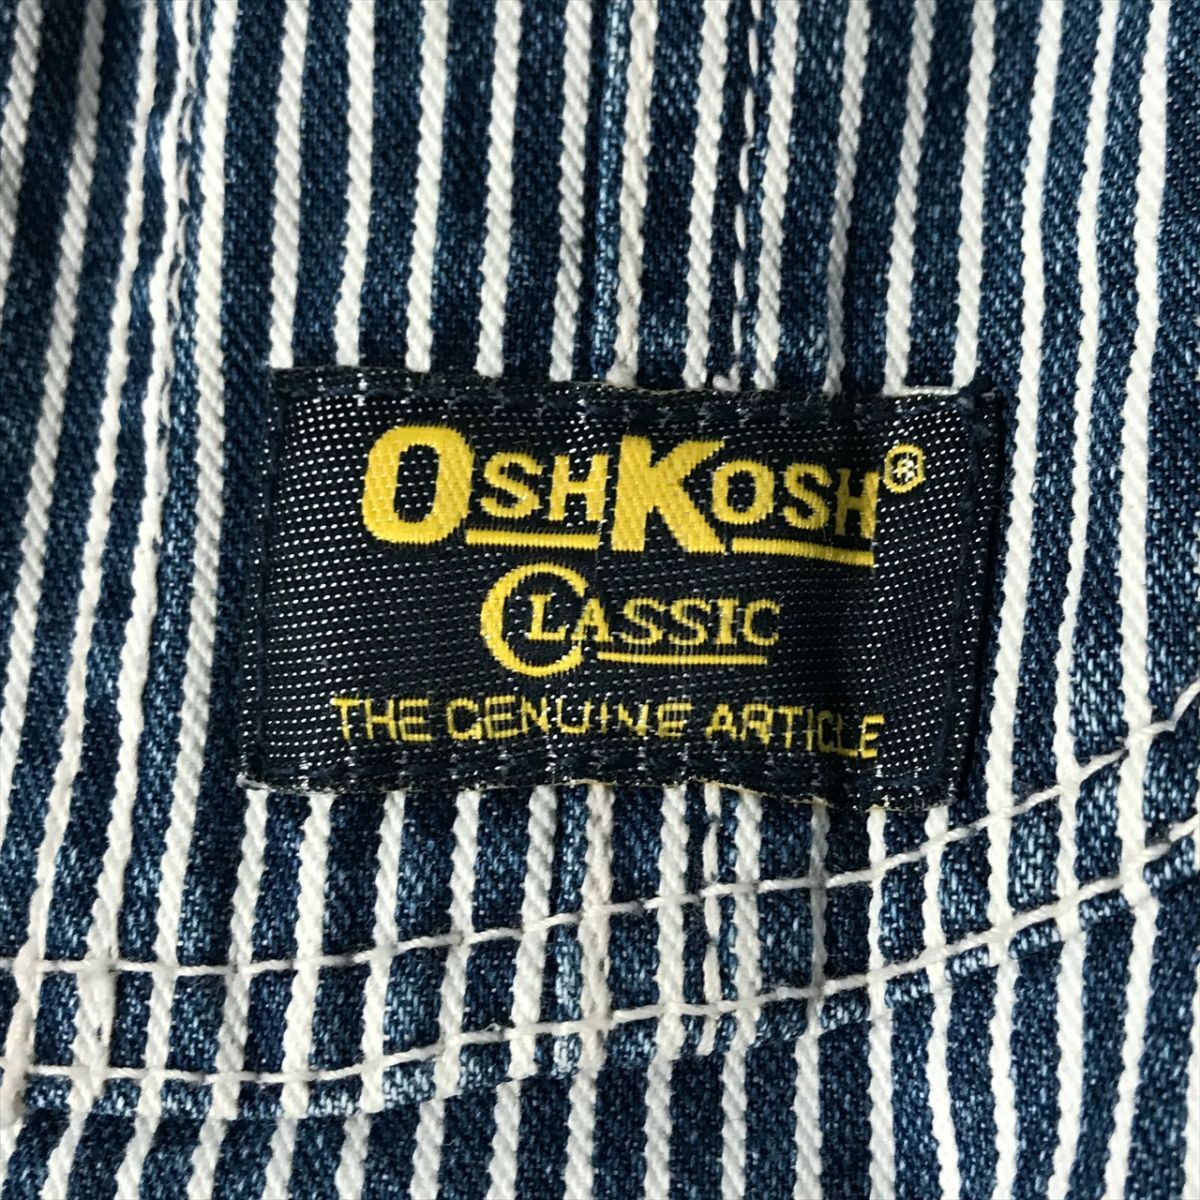 OSHKOSH®
CLASSIC
THE GENUINE ARTICLE